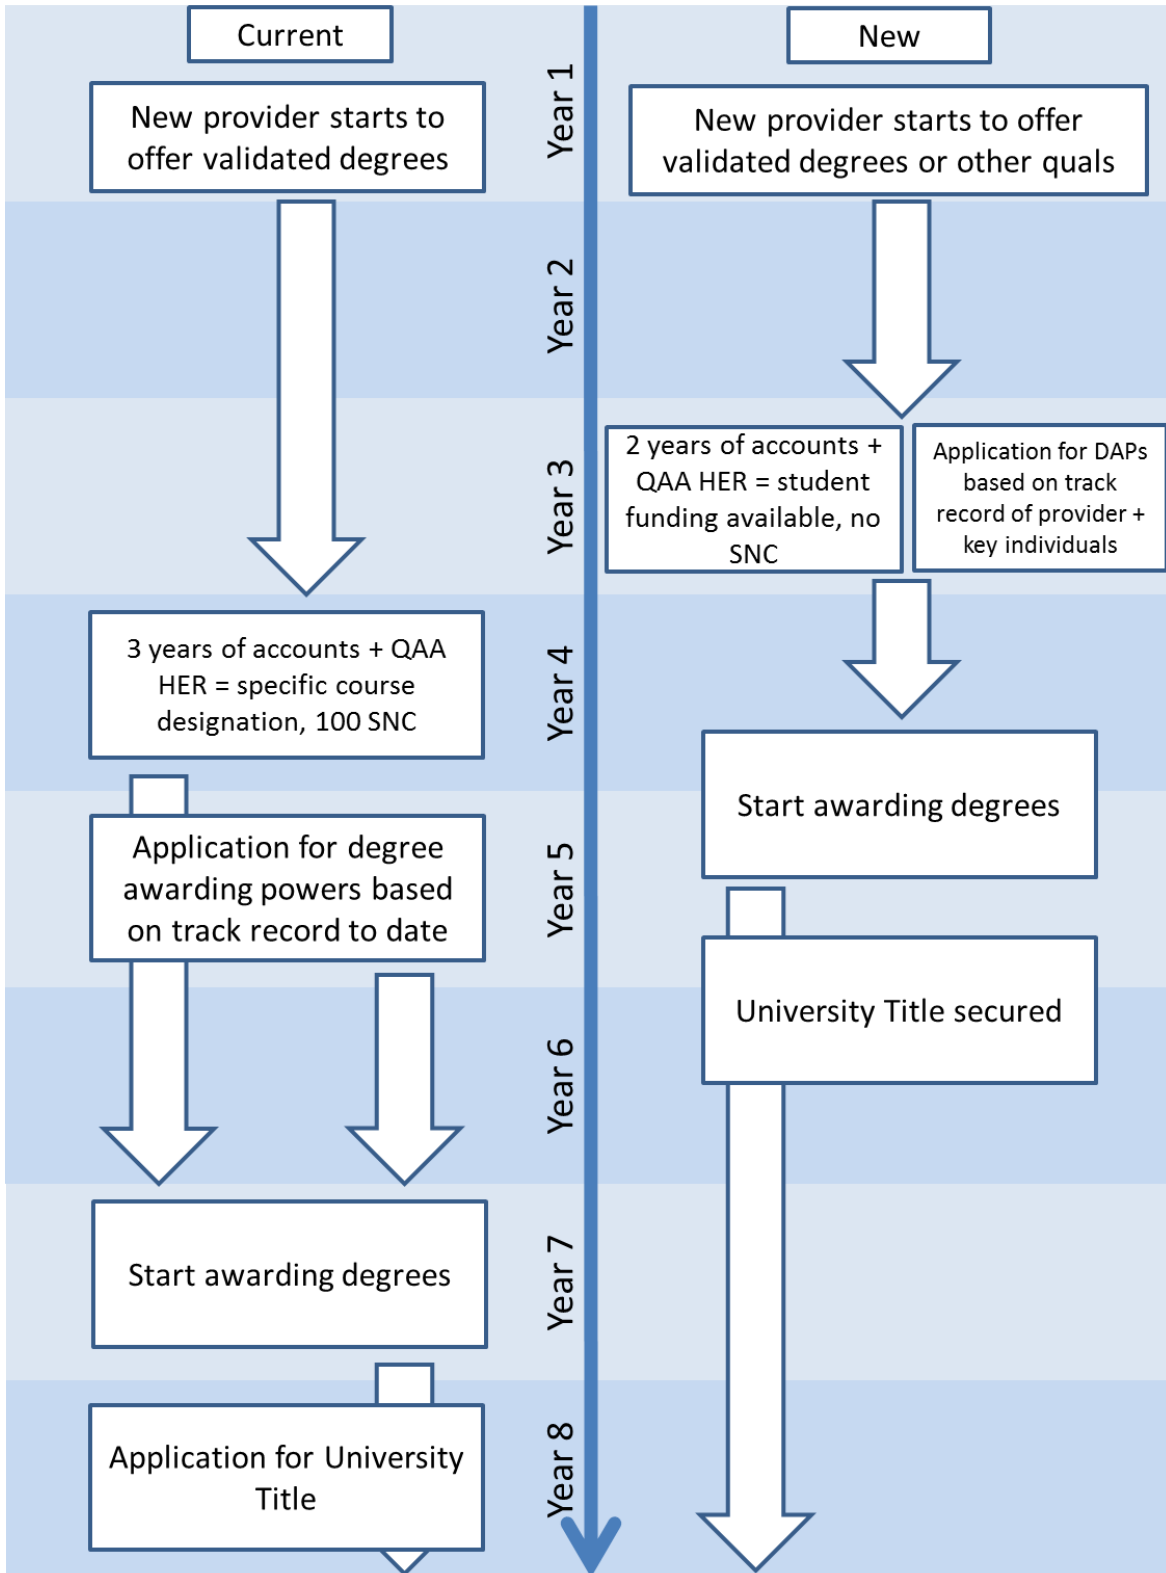 Current
New provider starts to
offer validated degrees
3 years of accounts + QAA
HER = specific course
designation, 100 SNC
Application for degree
awarding powers based
on track record to date
Start awarding degrees
Application for University
Title
Year 1
Year 2
Year 3
Year 4
Year 5
Year 6
Year 7
Year 8
New
New provider starts to offer
validated degrees or other quals
2 years of accounts +
QAA HER = student
funding available, no
SNC
Application for DAPs
based on track
record of provider +
key individuals
Start awarding degrees
University Title secured